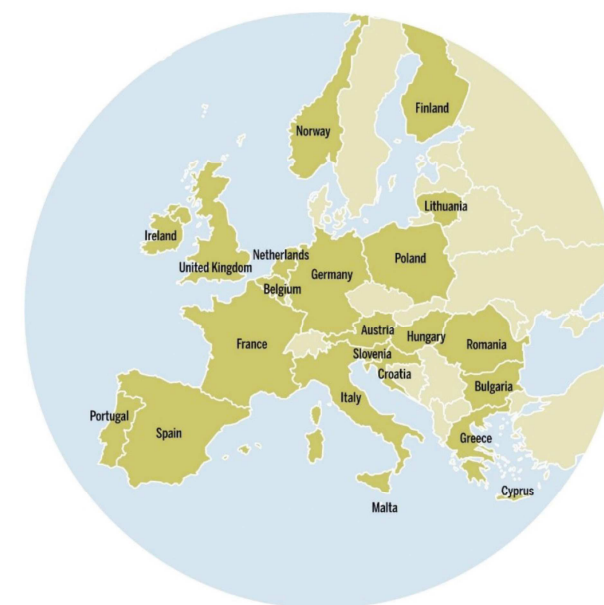 Finland
Norway
Lithuania
Ireland
Netherlands
United Kingdom
Poland
Germany
Belgium
Austria
Hungary
France
Romania
Slovenia
Croatia
Bulgaria
Italy
Portugal
Spain
Greece
Cyprus
Malta